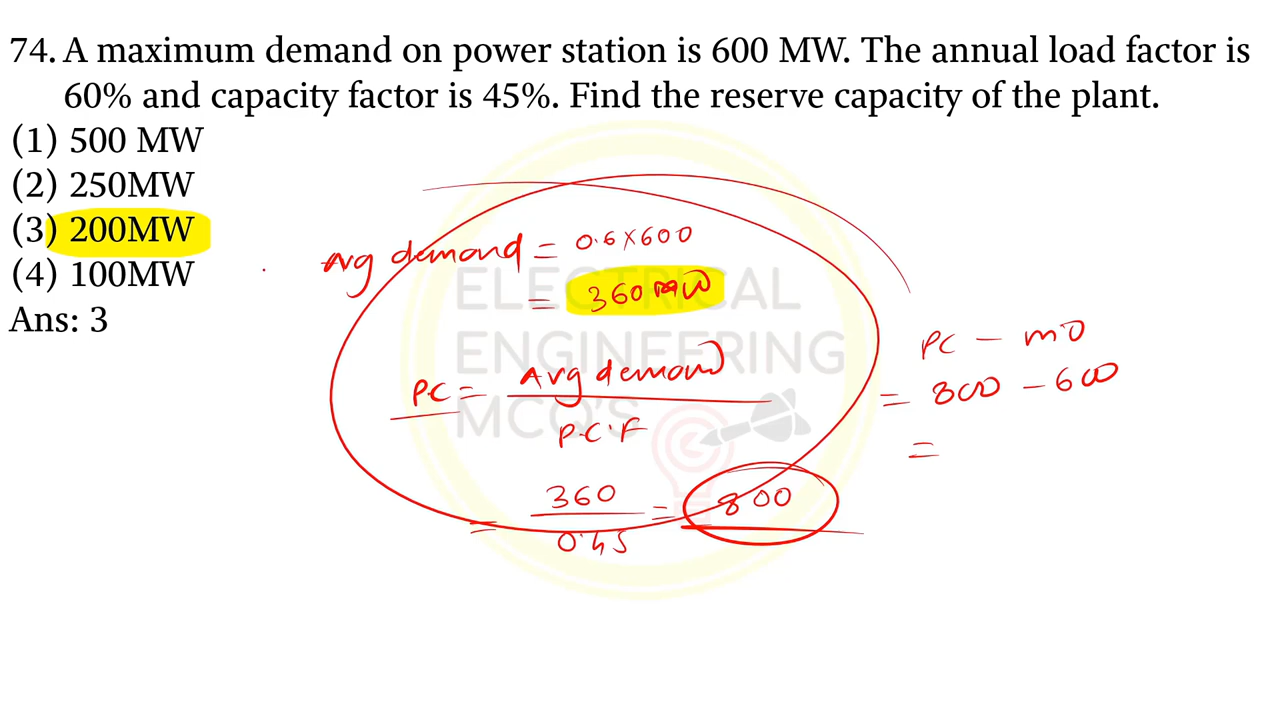 74. A maximum demand on power station is 600 MW. The annual load factor is
60% and capacity factor is 45%. Find the reserve capacity of the plant.
(1) 500 MW
(2) 250MW
(3) 200MW
(4) 100MW
Ans: 3
Avg demand = 0.6×600
= 360 MW
PC = Avg demand
P.C.F
= 360 = 800
0.45
PC - MD
= 800 - 600
=
ELECTRICAL
ENGINEERING
MCQ'S